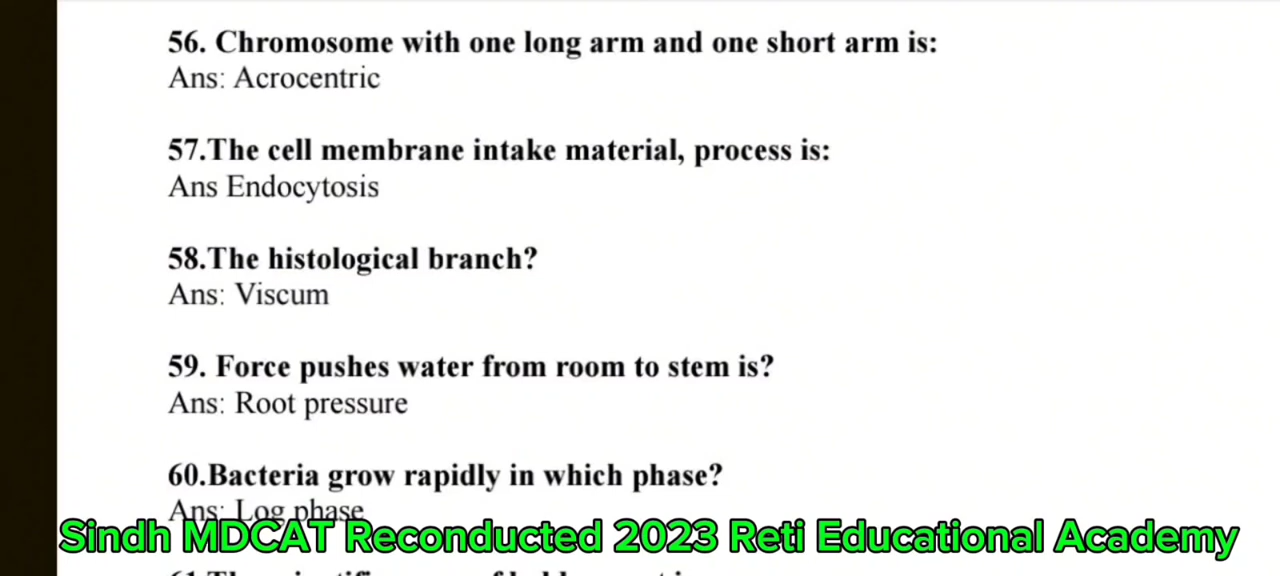 56. Chromosome with one long arm and one short arm is:
Ans: Acrocentric
57.The cell membrane intake material, process is:
Ans Endocytosis
58.The histological branch?
Ans: Viscum
59. Force pushes water from room to stem is?
Ans: Root pressure
60.Bacteria grow rapidly in which phase?
Ans: Log phase
Sindh MDCAT Reconducted 2023 Reti Educational Academy